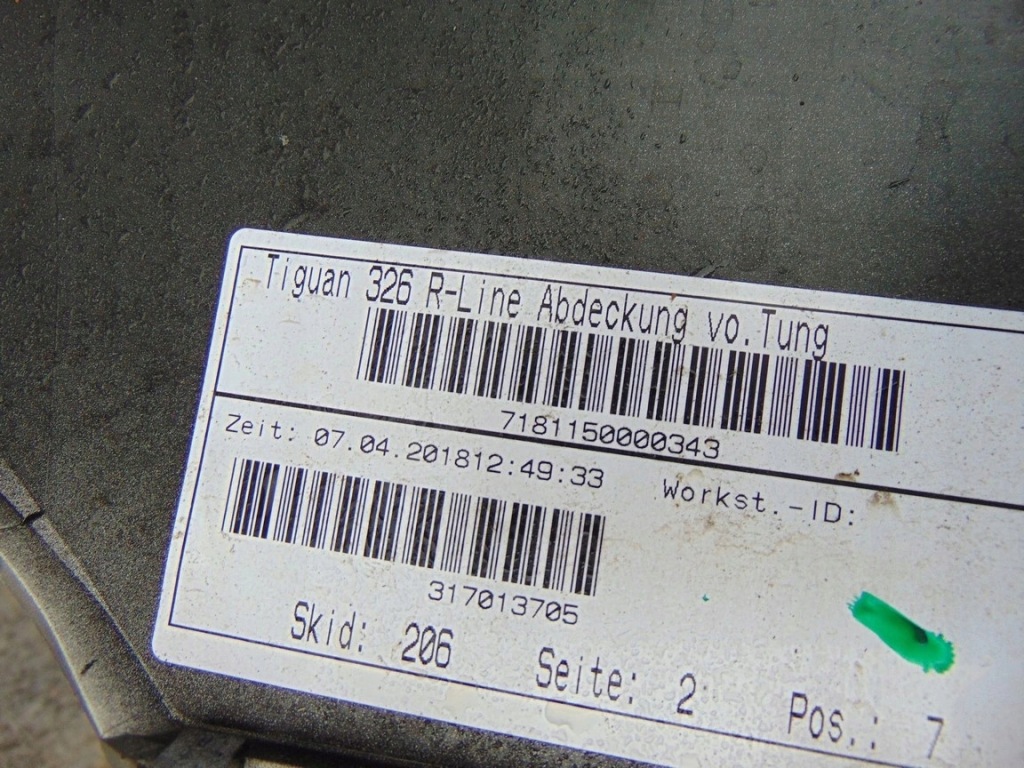 Tiguan 326 R-Line Abdeckung vo.Tung
7181150000343
Zeit: 07.04.201812:49:33
Workst.-ID:
317013705
Skid: 206 Seite: 2 Pos.: 7